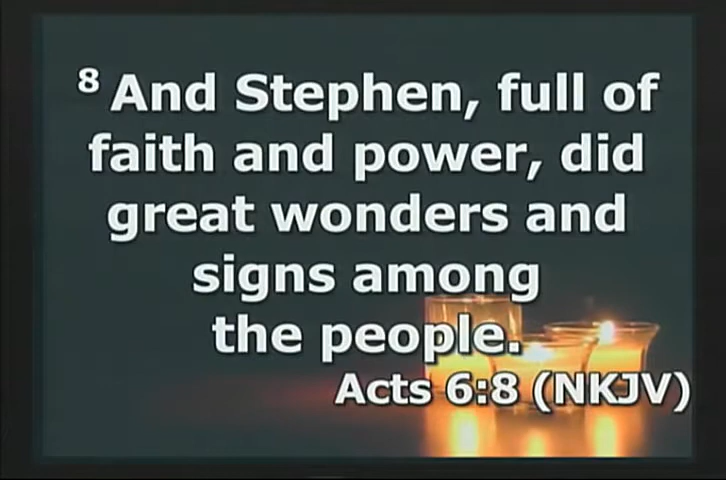 8 And Stephen, full of
faith and power, did
great wonders and
signs among
the people.
Acts 6:8 (NKJV)